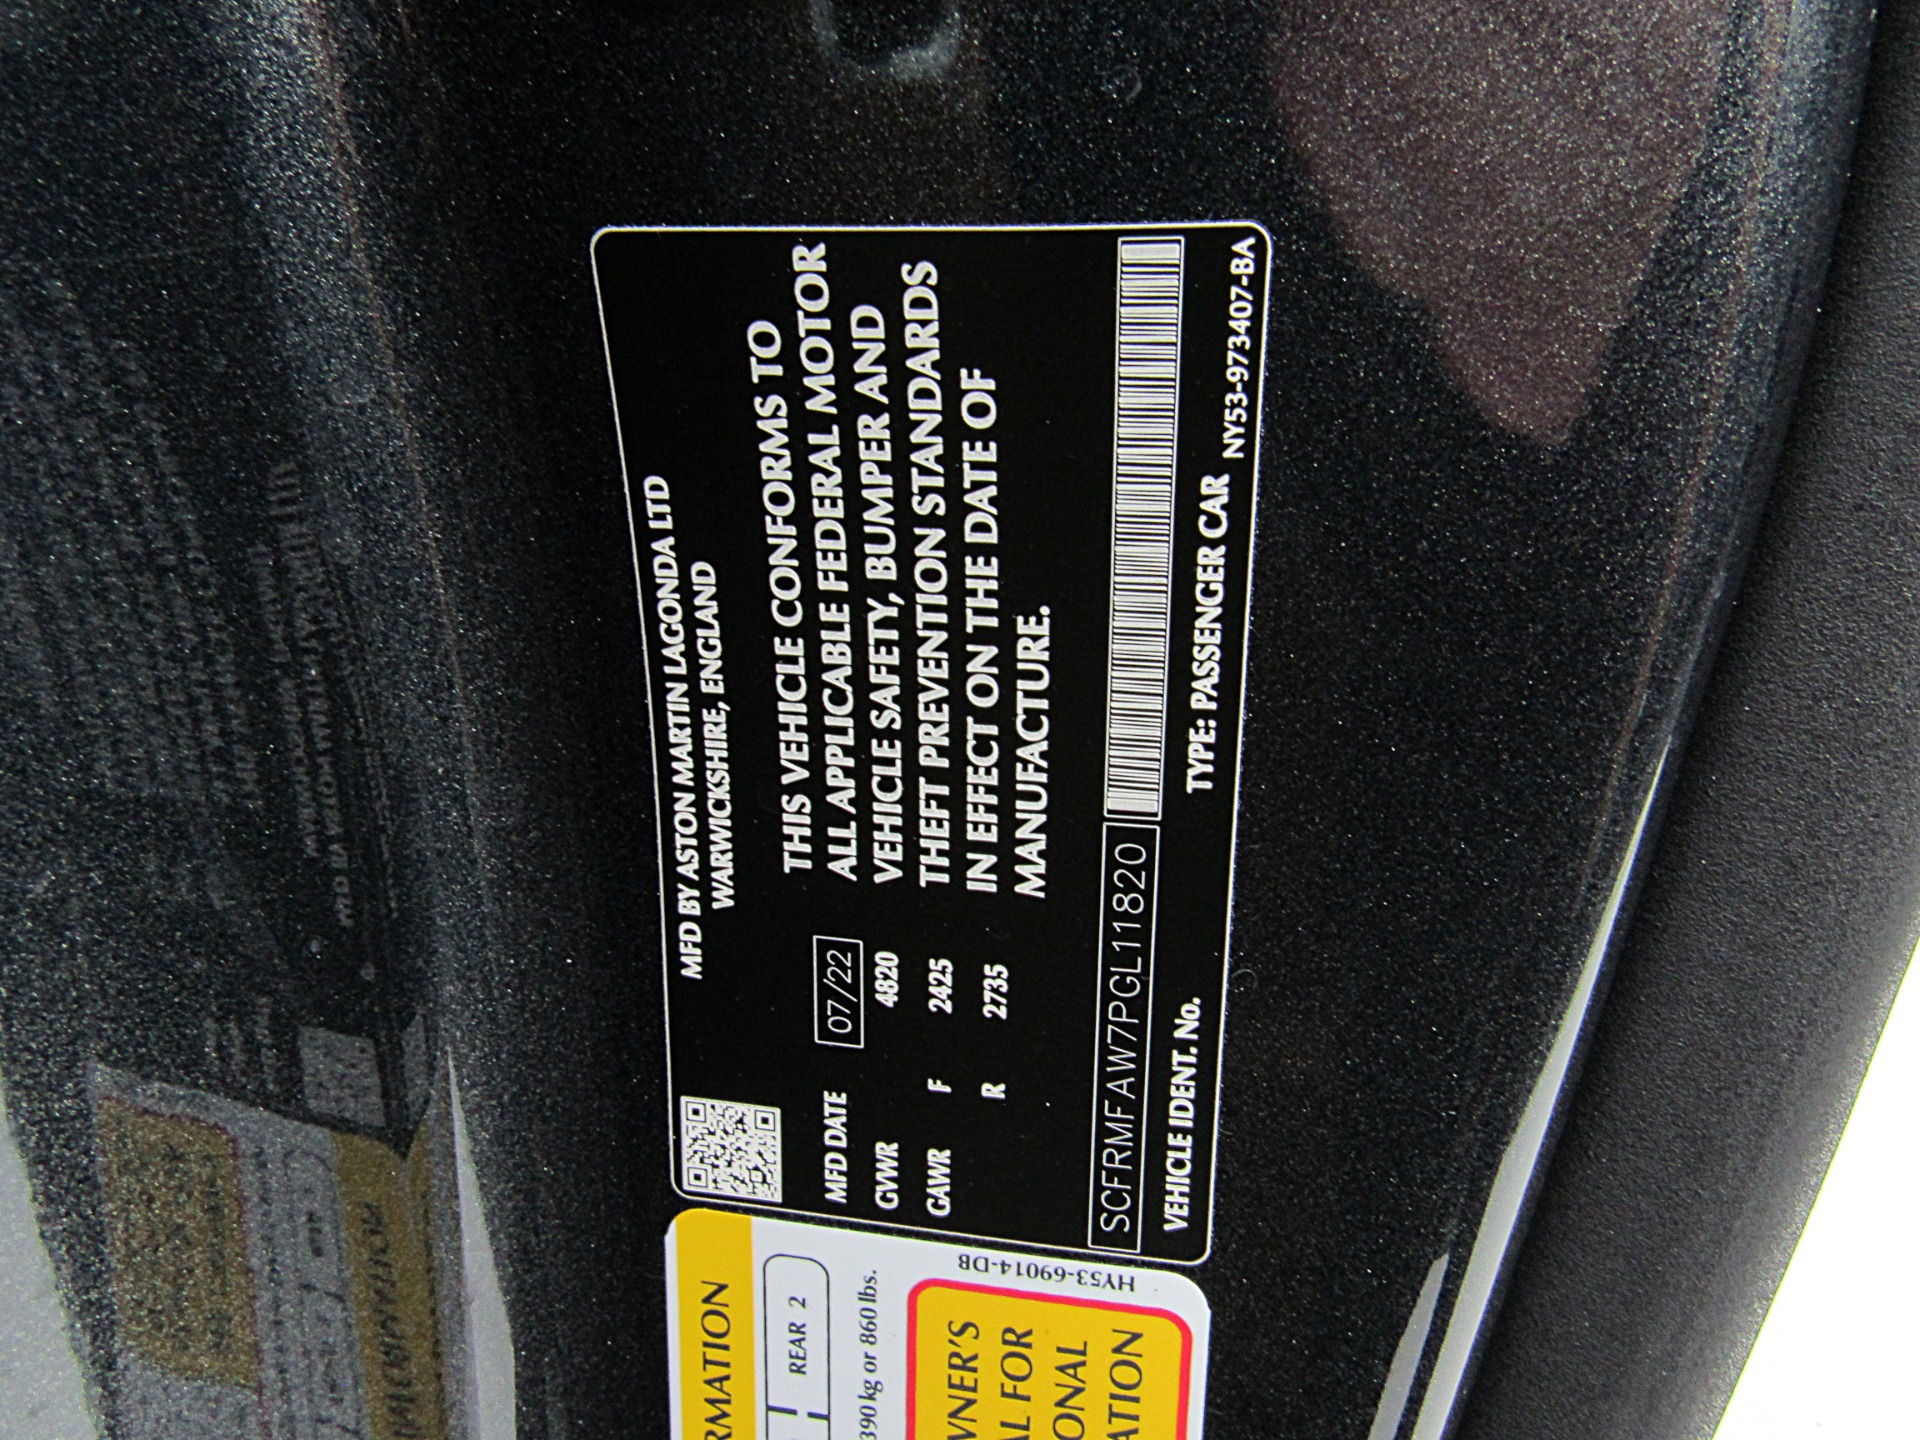 MFD BY ASTON MARTIN LAGONDA LTD
WARWICKSHIRE, ENGLAND
MFD DATE 07/22
GVWR 4820
GAWR F 2425
R 2735
THIS VEHICLE CONFORMS TO
ALL APPLICABLE FEDERAL MOTOR
VEHICLE SAFETY, BUMPER AND
THEFT PREVENTION STANDARDS
IN EFFECT ON THE DATE OF
MANUFACTURE.
SCFRMFAW7PGL11820
VEHICLE IDENT. No.
TYPE: PASSENGER CAR
NY53-973407-BA
RMATION
REAR 2
390 kg or 860 lbs.
HY53-69014-DB
WNER'S
AL FOR
ONAL
ATION